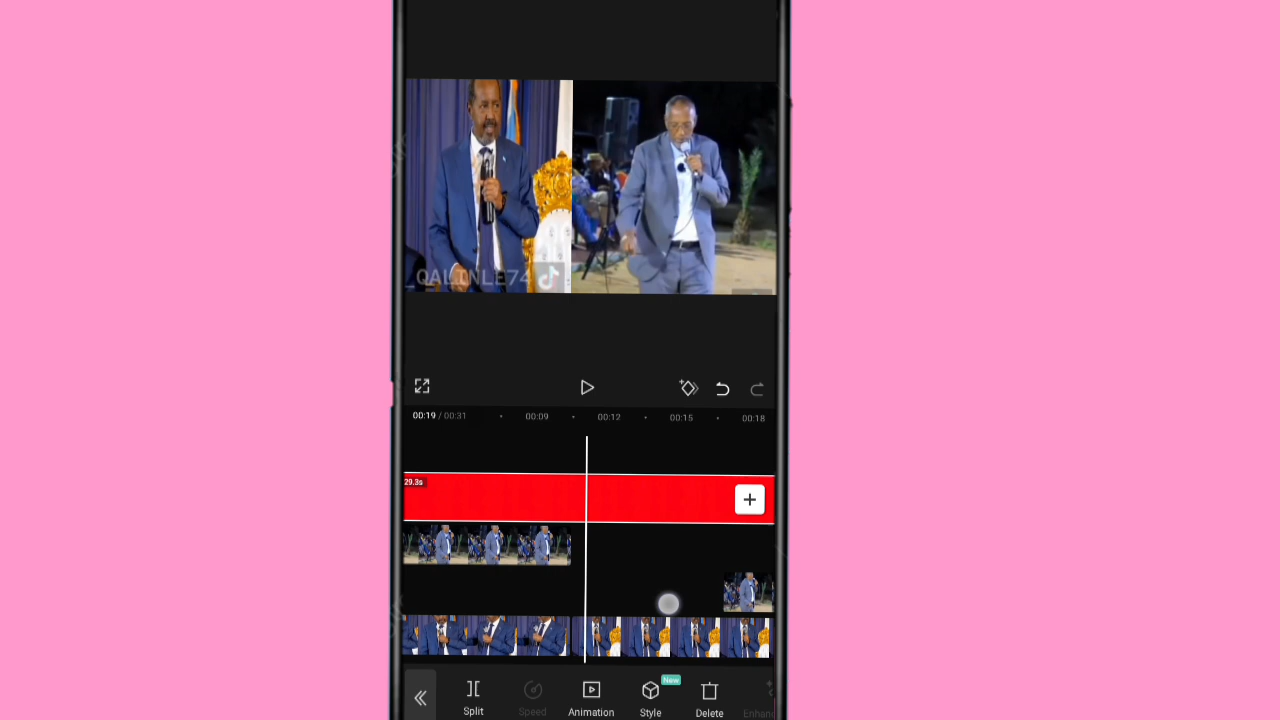 _QALINLE74
00:19 / 00:31
00:09
00:12
00:15
00:18
29.3s
New
Split
Speed
Animation
Style
Delete